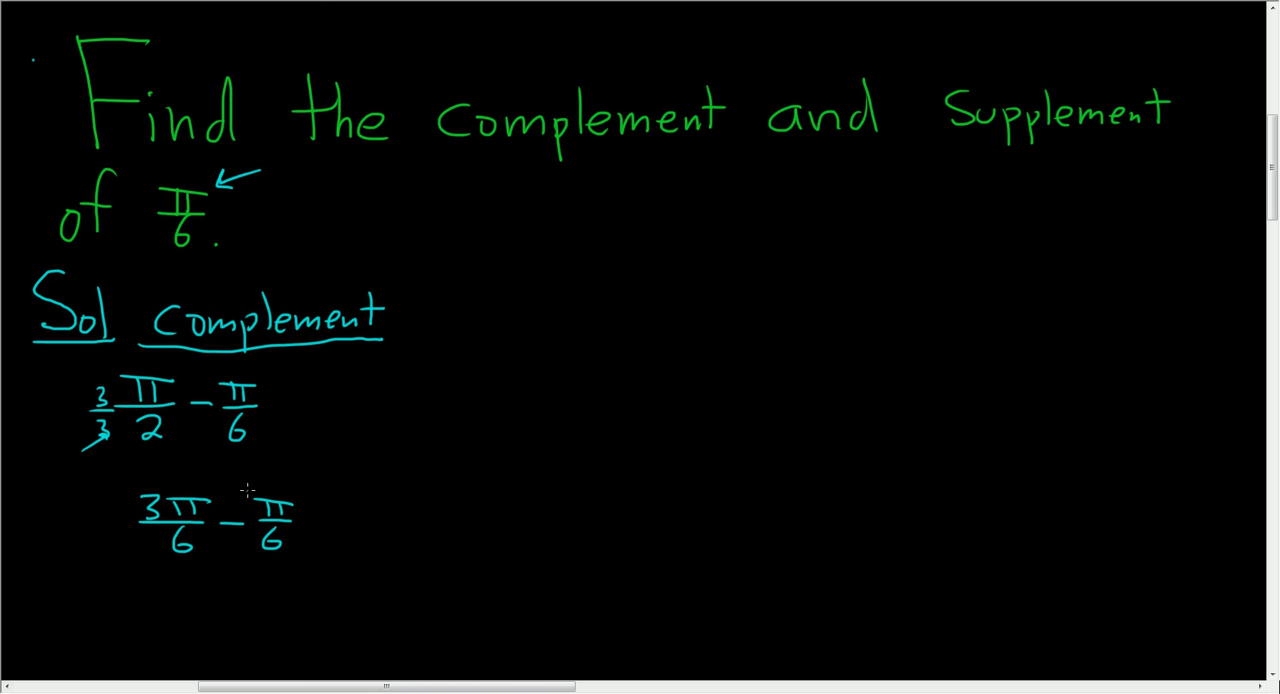 Find the complement and supplement
of π/6.
Sol complement
3/3 π/2 - π/6
3π/6 - π/6